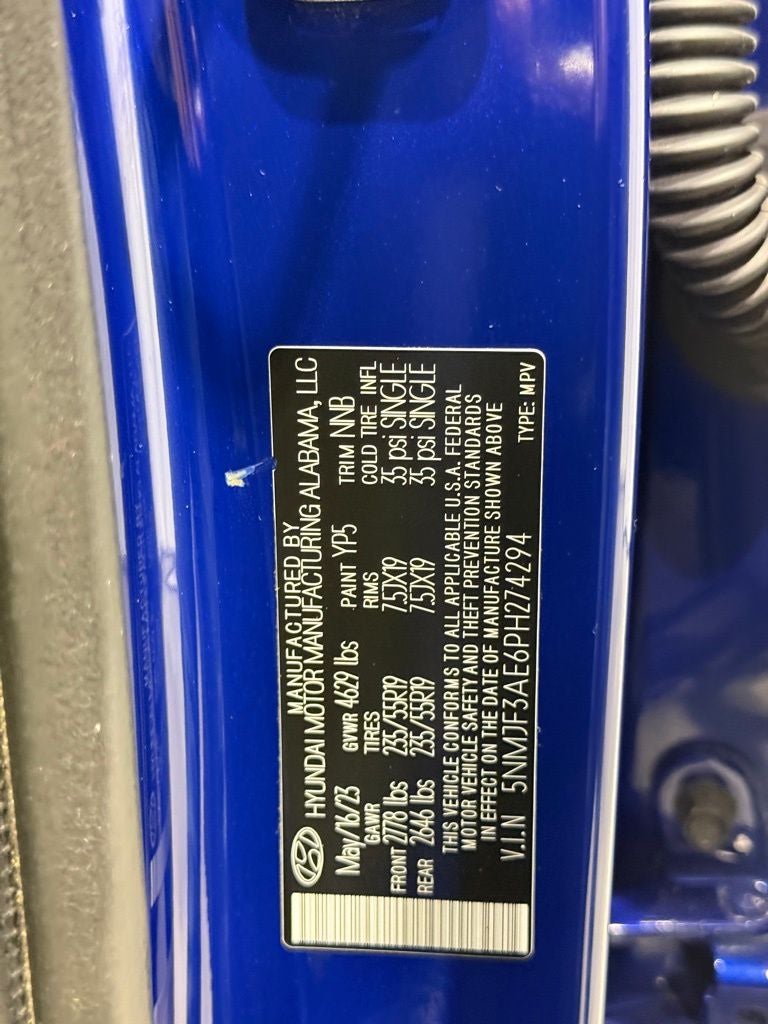 MANUFACTURED BY
HYUNDAI MOTOR MANUFACTURING ALABAMA, LLC
May/16/23 GVWR 4629 lbs PAINT YP5 TRIM NNB
GAWR TIRES RIMS COLD TIRE INFL
FRONT 2778 lbs 235/55R19 7.5JX19 35 psi SINGLE
REAR 2646 lbs 235/55R19 7.5JX19 35 psi SINGLE
THIS VEHICLE CONFORMS TO ALL APPLICABLE U.S.A. FEDERAL
MOTOR VEHICLE SAFETY AND THEFT PREVENTION STANDARDS
IN EFFECT ON THE DATE OF MANUFACTURE SHOWN ABOVE
V.I.N 5NMJF3AE6PH274294
TYPE: MPV